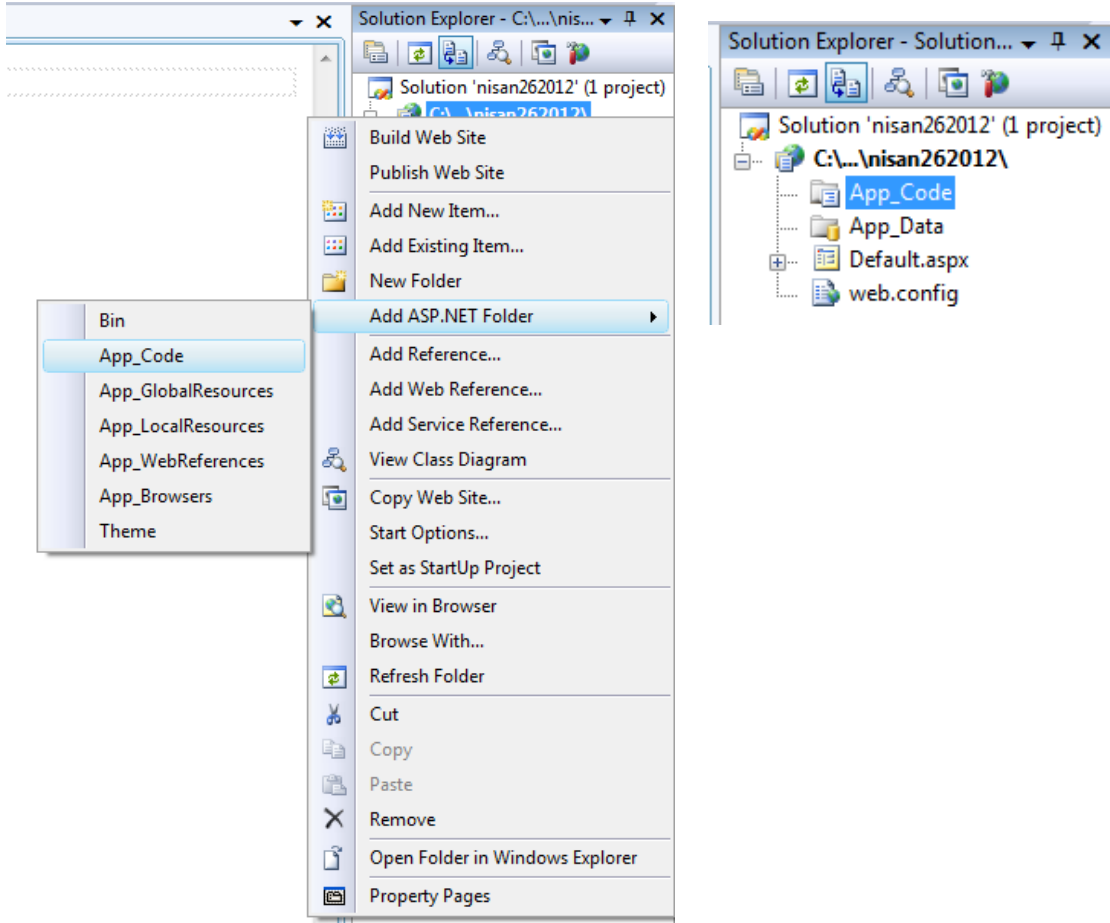 Solution Explorer - C:\...\nis...
Solution 'nisan262012' (1 project)
C:\...\nisan262012\
Build Web Site
Publish Web Site
Add New Item...
Add Existing Item...
New Folder
Add ASP.NET Folder
Add Reference...
Add Web Reference...
Add Service Reference...
View Class Diagram
Copy Web Site...
Start Options...
Set as StartUp Project
View in Browser
Browse With...
Refresh Folder
Cut
Copy
Paste
Remove
Open Folder in Windows Explorer
Property Pages
Bin
App_Code
App_GlobalResources
App_LocalResources
App_WebReferences
App_Browsers
Theme
Solution Explorer - Solution...
Solution 'nisan262012' (1 project)
C:\...\nisan262012\
App_Code
App_Data
Default.aspx
web.config